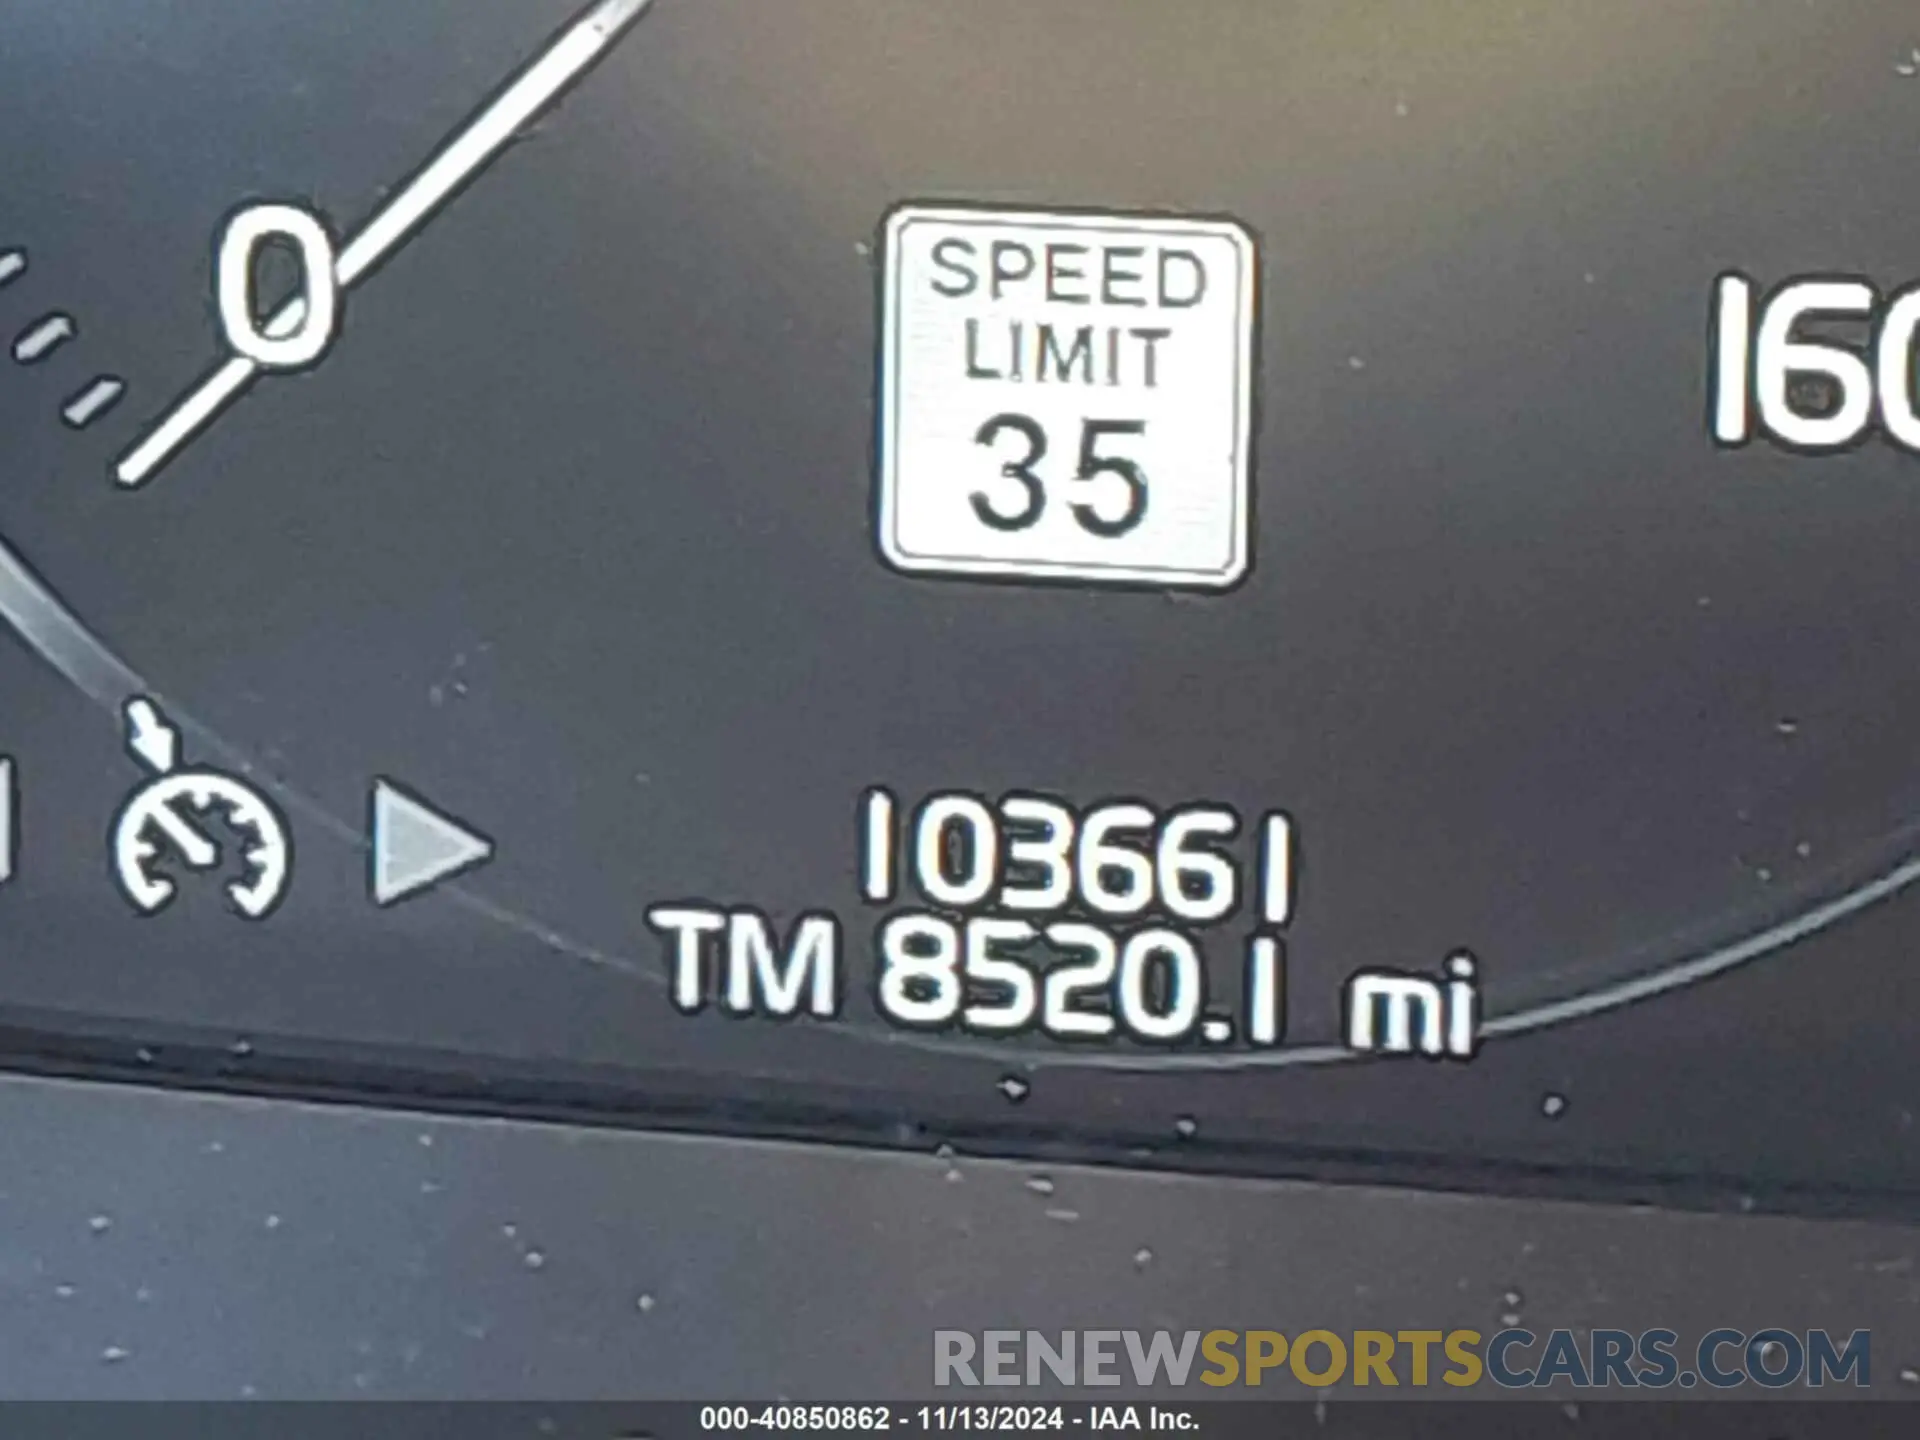 0
SPEED
LIMIT
35
160
103661
TM 8520.1 mi
RENEWSPORTSCARS.COM
000-40850862 - 11/13/2024 - IAA Inc.